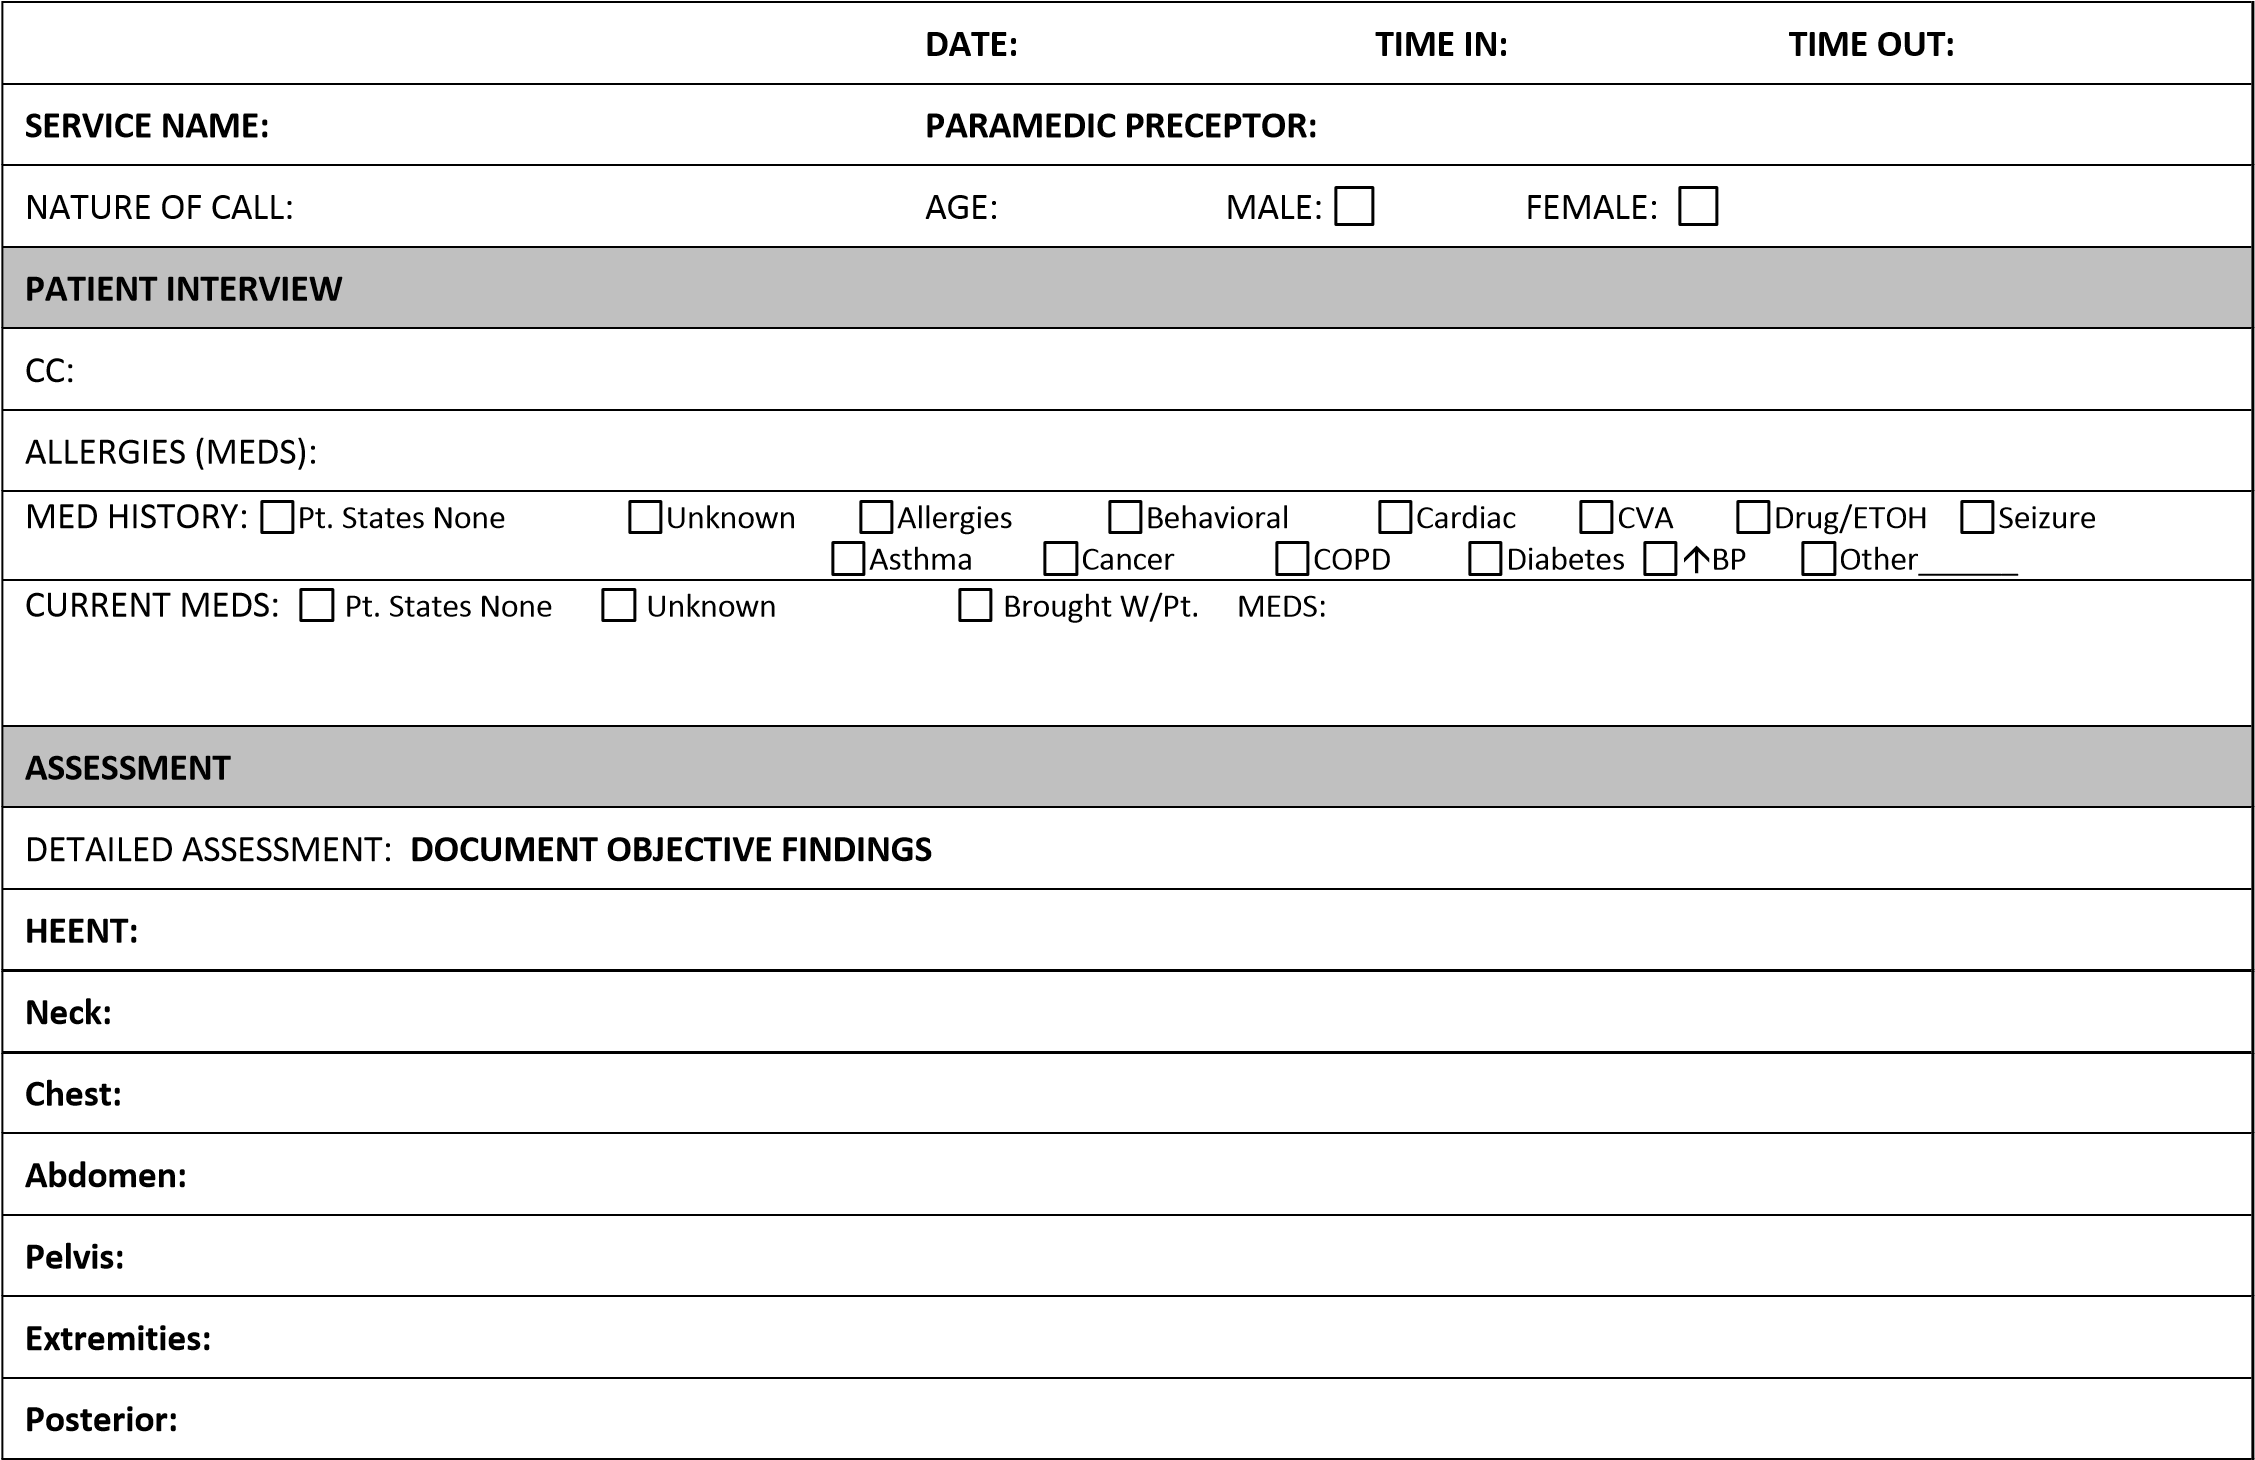 DATE: TIME IN: TIME OUT:
SERVICE NAME: PARAMEDIC PRECEPTOR:
NATURE OF CALL: AGE: MALE: ☐ FEMALE: ☐
PATIENT INTERVIEW
CC:
ALLERGIES (MEDS):
MED HISTORY: ☐Pt. States None ☐Unknown ☐Allergies ☐Behavioral ☐Cardiac ☐CVA ☐Drug/ETOH ☐Seizure
☐Asthma ☐Cancer ☐COPD ☐Diabetes ☐↑BP ☐Other______
CURRENT MEDS: ☐ Pt. States None ☐ Unknown ☐ Brought W/Pt. MEDS:
ASSESSMENT
DETAILED ASSESSMENT: DOCUMENT OBJECTIVE FINDINGS
HEENT:
Neck:
Chest:
Abdomen:
Pelvis:
Extremities:
Posterior: